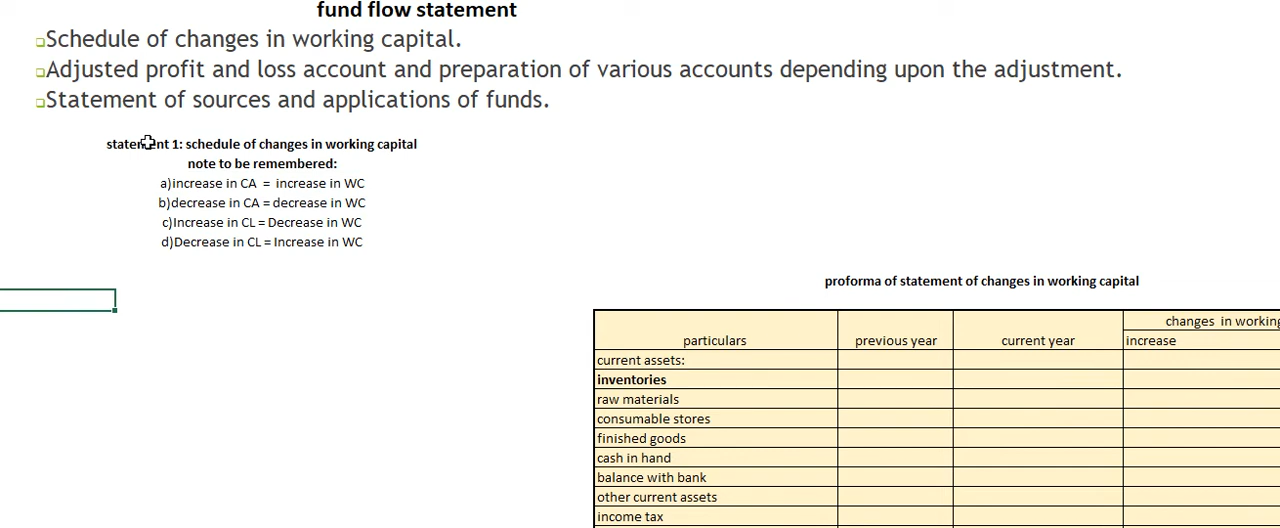 fund flow statement
Schedule of changes in working capital.
Adjusted profit and loss account and preparation of various accounts depending upon the adjustment.
Statement of sources and applications of funds.
statement 1: schedule of changes in working capital
note to be remembered:
a)increase in CA = increase in WC
b)decrease in CA = decrease in WC
c)Increase in CL = Decrease in WC
d)Decrease in CL = Increase in WC
proforma of statement of changes in working capital
changes in working
particulars previous year current year increase
current assets:
inventories
raw materials
consumable stores
finished goods
cash in hand
balance with bank
other current assets
income tax